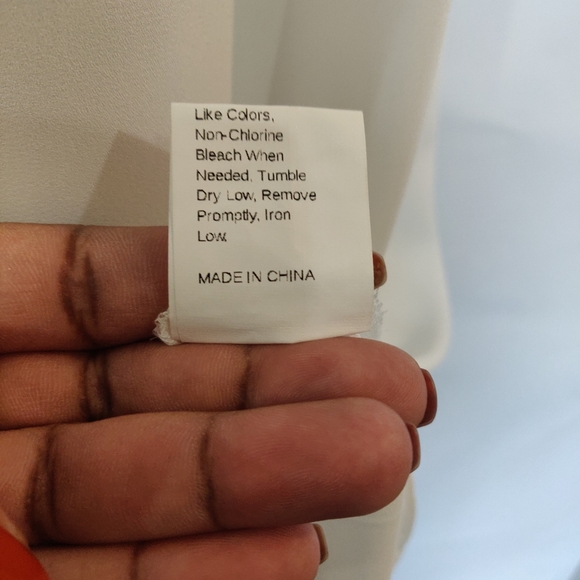 Like Colors,
Non-Chlorine
Bleach When
Needed, Tumble
Dry Low, Remove
Promptly, Iron
Low.
MADE IN CHINA